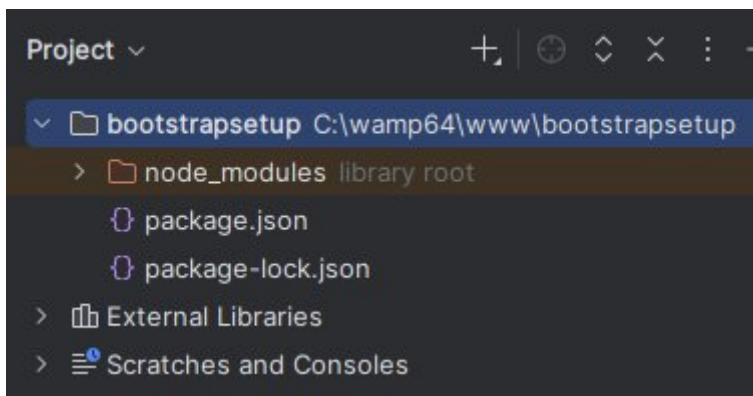 Project
bootstrapsetup C:\wamp64\www\bootstrapsetup
node_modules library root
package.json
package-lock.json
External Libraries
Scratches and Consoles